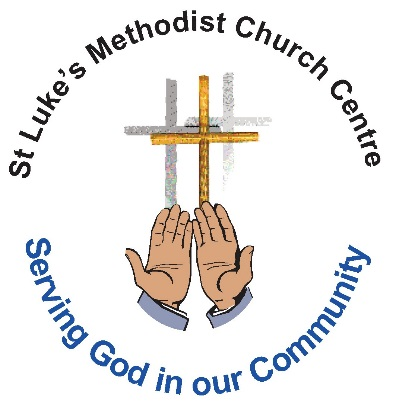 St Luke's Methodist Church Centre
Serving God in our Community